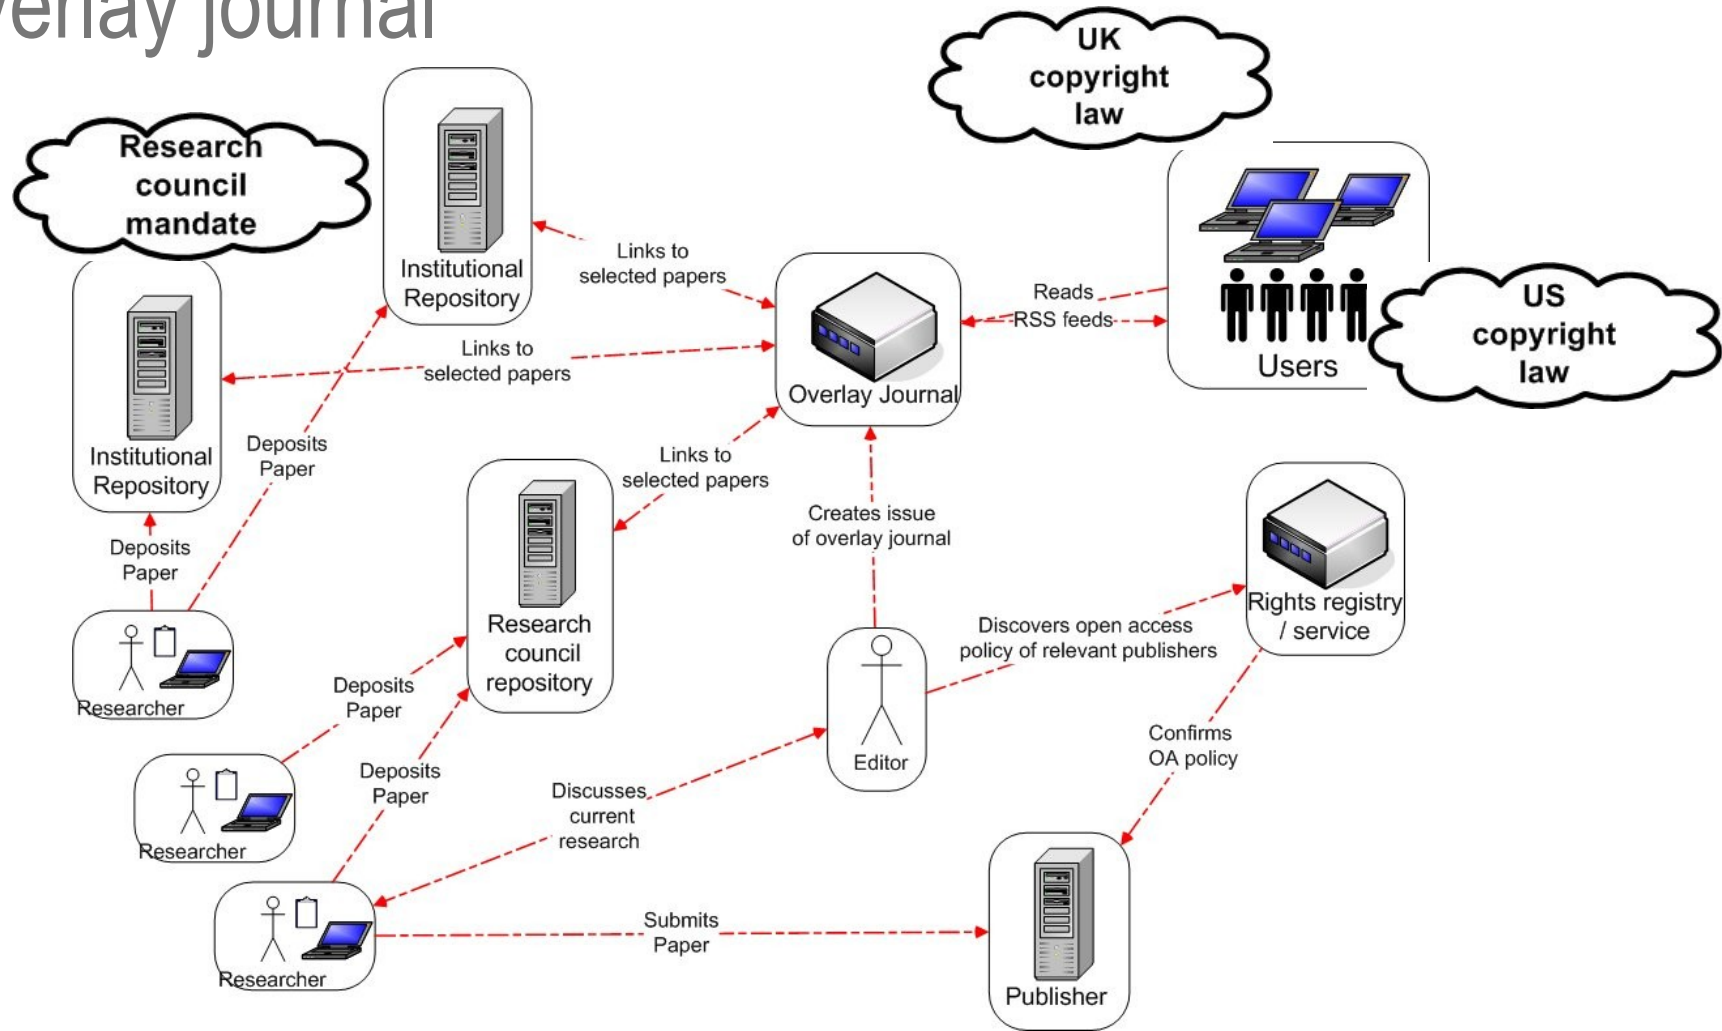 verlay journal
UK
copyright
law
Research
council
mandate
Institutional
Repository
Links to
selected papers
Reads
RSS feeds
US
copyright
law
Users
Links to
selected papers
Overlay Journal
Institutional
Repository
Deposits
Paper
Links to
selected papers
Creates issue
of overlay journal
Deposits
Paper
Rights registry
/ service
Research
council
repository
Discovers open access
policy of relevant publishers
Researcher
Deposits
Paper
Editor
Confirms
OA policy
Deposits
Paper
Discusses
current
research
Researcher
Submits
Paper
Researcher
Publisher